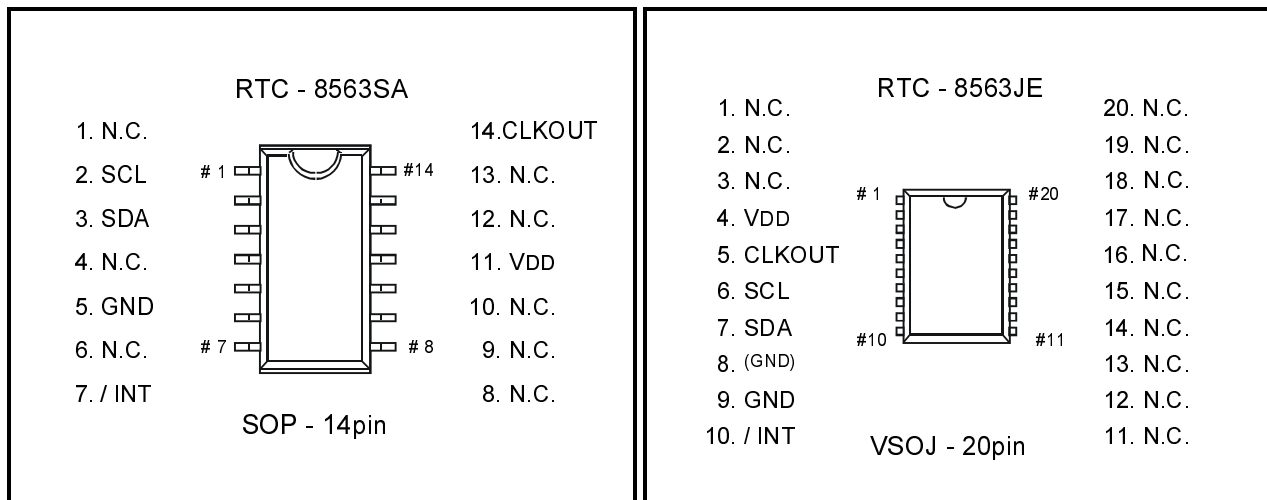 RTC - 8563SA
1. N.C.
2. SCL
3. SDA
4. N.C.
5. GND
6. N.C.
7. / INT
# 1
# 7
#14
# 8
14.CLKOUT
13. N.C.
12. N.C.
11. VDD
10. N.C.
9. N.C.
8. N.C.
SOP - 14pin
RTC - 8563JE
1. N.C.
2. N.C.
3. N.C.
4. VDD
5. CLKOUT
6. SCL
7. SDA
8. (GND)
9. GND
10. / INT
# 1
#10
#20
#11
20. N.C.
19. N.C.
18. N.C.
17. N.C.
16. N.C.
15. N.C.
14. N.C.
13. N.C.
12. N.C.
11. N.C.
VSOJ - 20pin